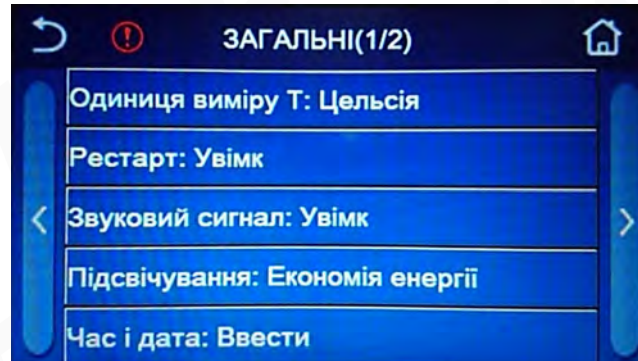 ЗАГАЛЬНІ(1/2)
Одиниця виміру Т: Цельсія
Рестарт: Увімк
Звуковий сигнал: Увімк
Підсвічування: Економія енергії
Час і дата: Ввести